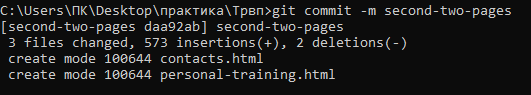 C:\Users\ПК\Desktop\практика\Трвп>git commit -m second-two-pages
[second-two-pages daa92ab] second-two-pages
 3 files changed, 573 insertions(+), 2 deletions(-)
 create mode 100644 contacts.html
 create mode 100644 personal-training.html